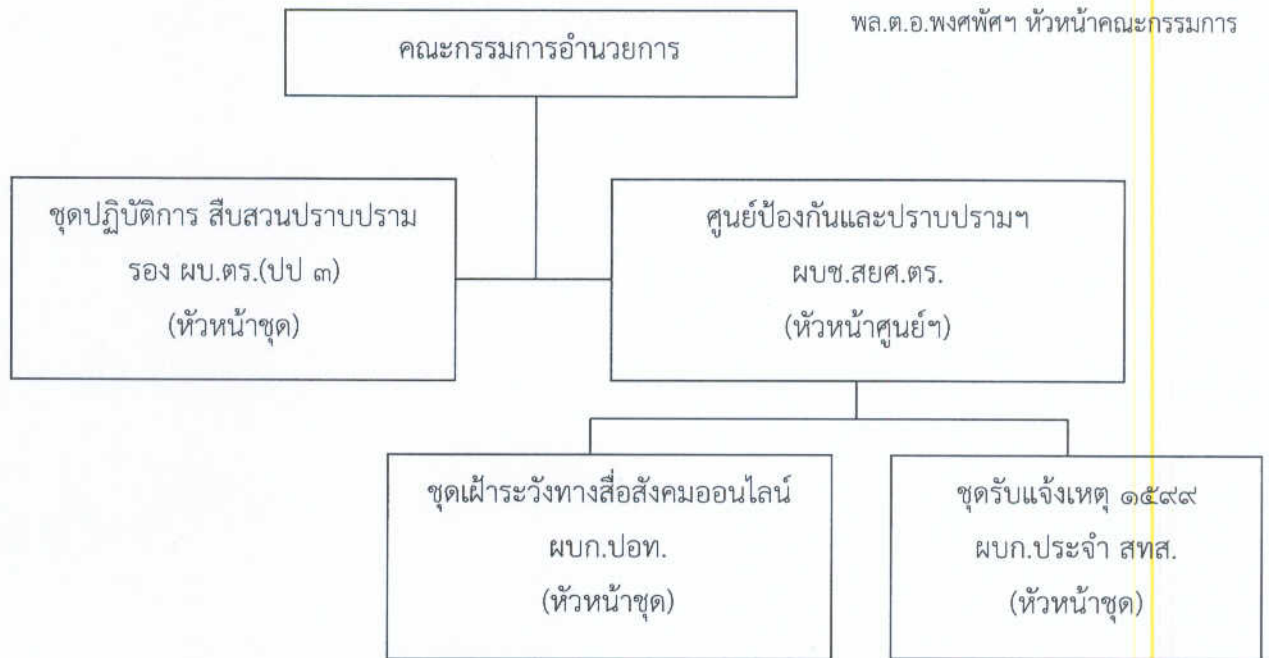 พล.ต.อ.พงศพัศฯ หัวหน้าคณะกรรมการ
คณะกรรมการอำนวยการ
ชุดปฏิบัติการ สืบสวนปราบปราม
รอง ผบ.ตร.(ปป ๓)
(หัวหน้าชุด)
ศูนย์ป้องกันและปราบปรามฯ
ผบช.สยศ.ตร.
(หัวหน้าศูนย์ฯ)
ชุดเฝ้าระวังทางสื่อสังคมออนไลน์
ผบก.ปอท.
(หัวหน้าชุด)
ชุดรับแจ้งเหตุ ๑๕๙๙
ผบก.ประจำ สทส.
(หัวหน้าชุด)